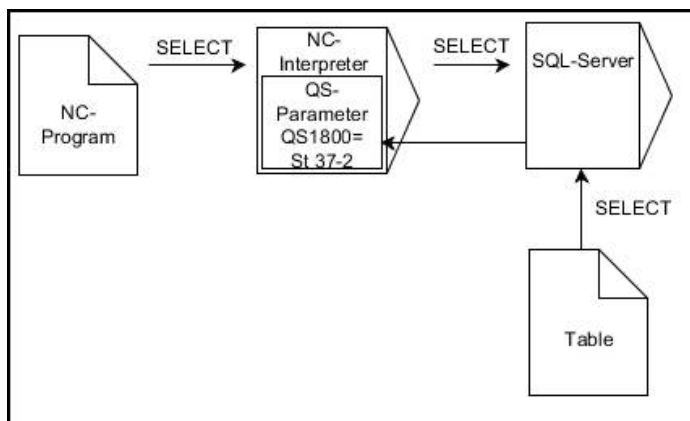 SELECT
NC-
Program
NC-
Interpreter
QS-
Parameter
QS1800=
St 37-2
SELECT
SQL-Server
SELECT
Table